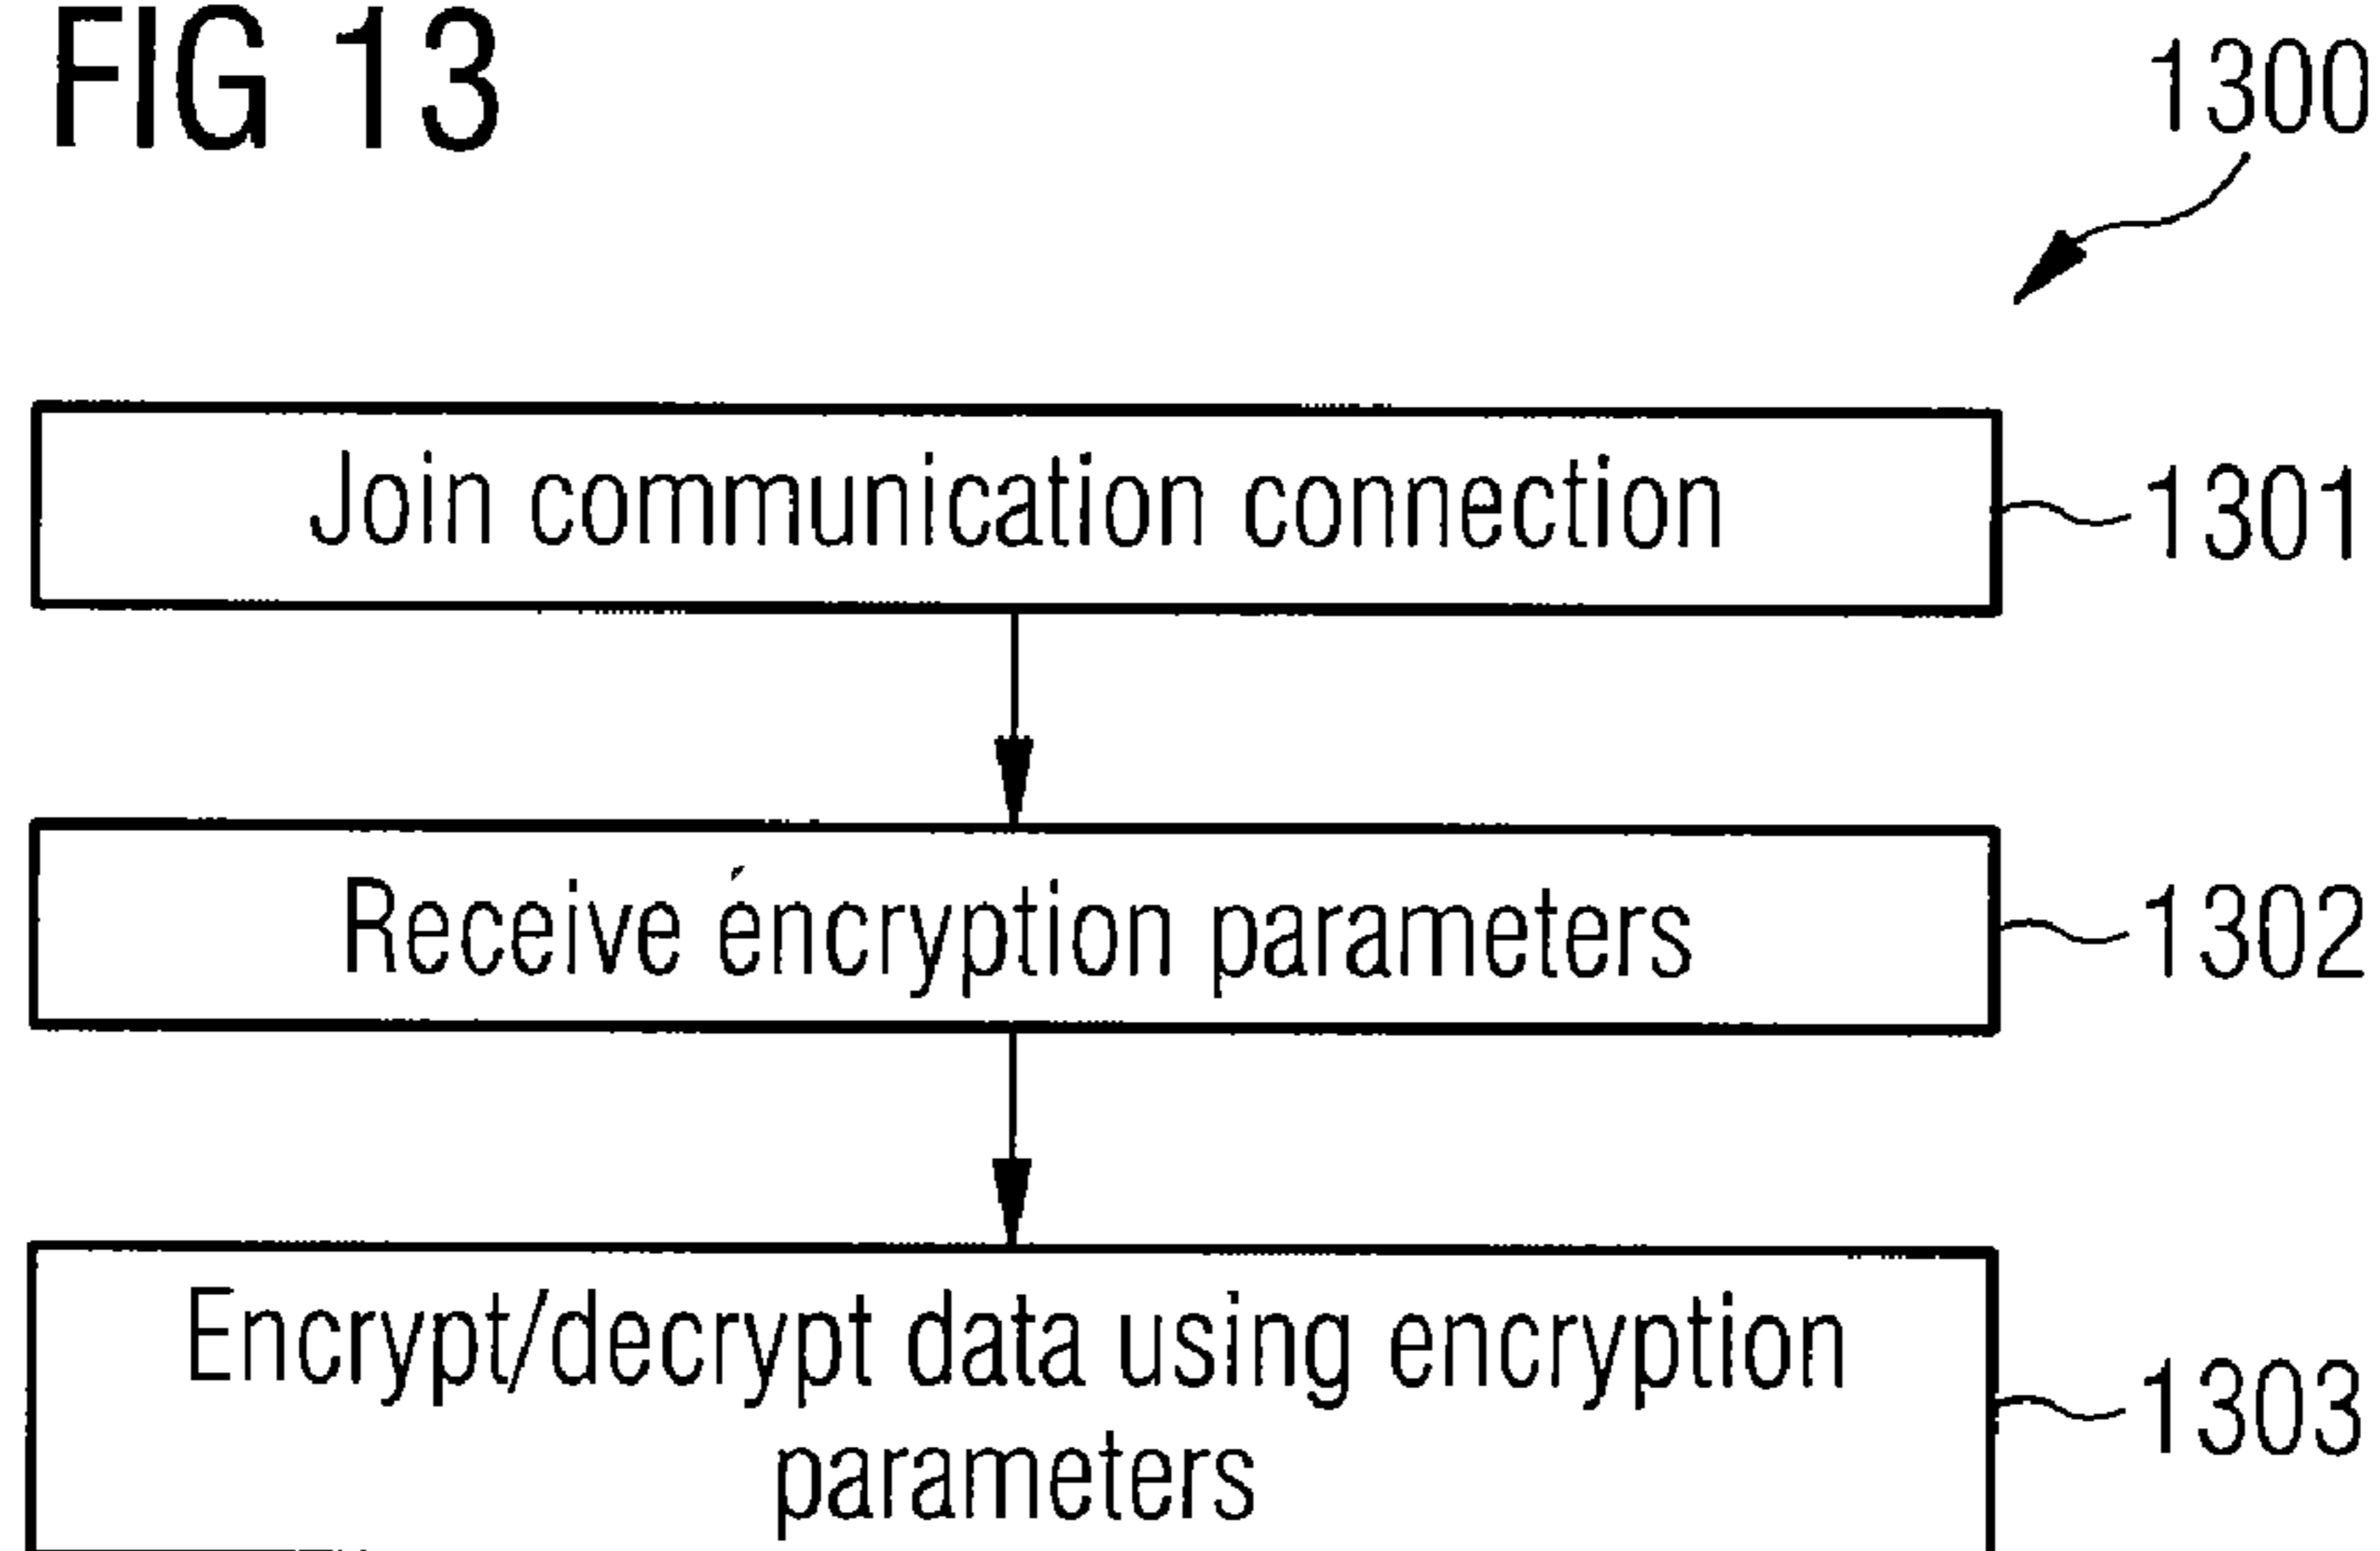 FIG 13
1300
Join communication connection
1301
Receive encryption parameters
1302
Encrypt/decrypt data using encryption
parameters
1303